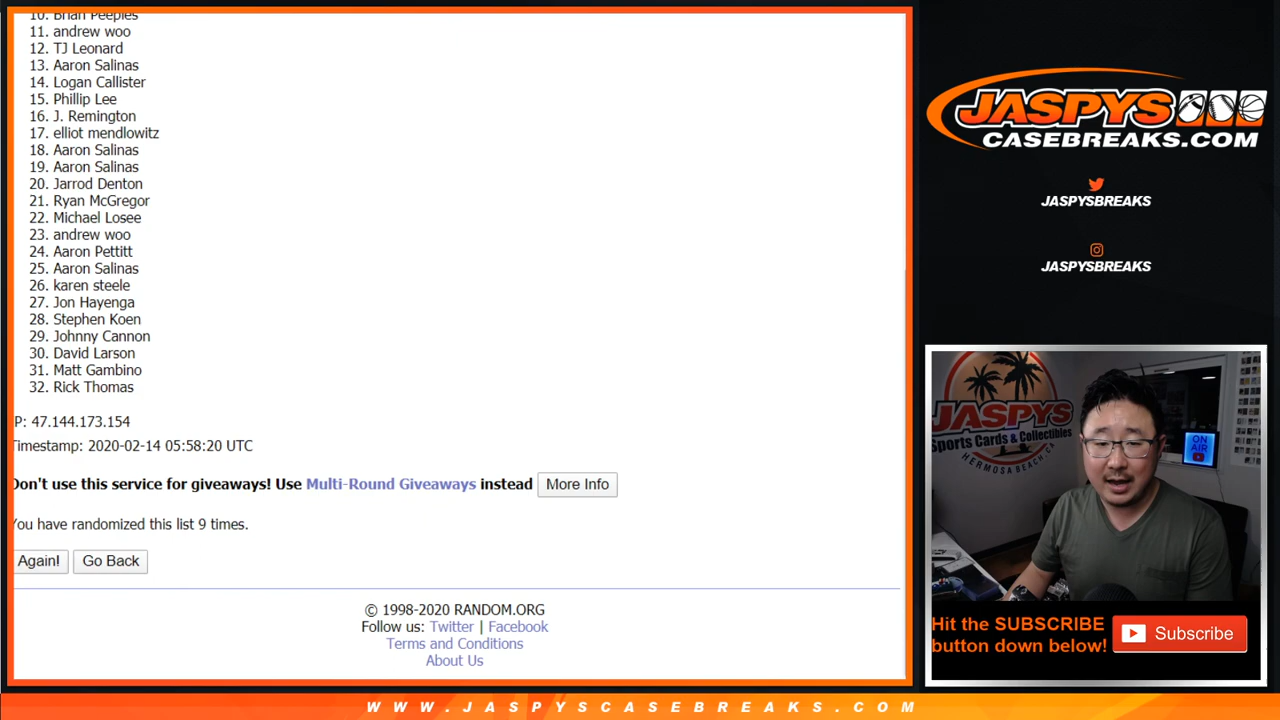 10. Brian Peeples
11. andrew woo
12. TJ Leonard
13. Aaron Salinas
14. Logan Callister
15. Phillip Lee
16. J. Remington
17. elliot mendlowitz
18. Aaron Salinas
19. Aaron Salinas
20. Jarrod Denton
21. Ryan McGregor
22. Michael Losee
23. andrew woo
24. Aaron Pettitt
25. Aaron Salinas
26. karen steele
27. Jon Hayenga
28. Stephen Koen
29. Johnny Cannon
30. David Larson
31. Matt Gambino
32. Rick Thomas
P: 47.144.173.154
Timestamp: 2020-02-14 05:58:20 UTC
Don't use this service for giveaways! Use Multi-Round Giveaways instead More Info
You have randomized this list 9 times.
Again! Go Back
© 1998-2020 RANDOM.ORG
Follow us: Twitter | Facebook
Terms and Conditions
About Us
JASPYS
CASEBREAKS.COM
JASPYSBREAKS
JASPYSBREAKS
JASPYS
Sports Cards & Collectibles
HERMOSA BEACH, CA
ON
AIR
Hit the SUBSCRIBE
button down below!
Subscribe
WWW.JASPYSCASEBREAKS.COM